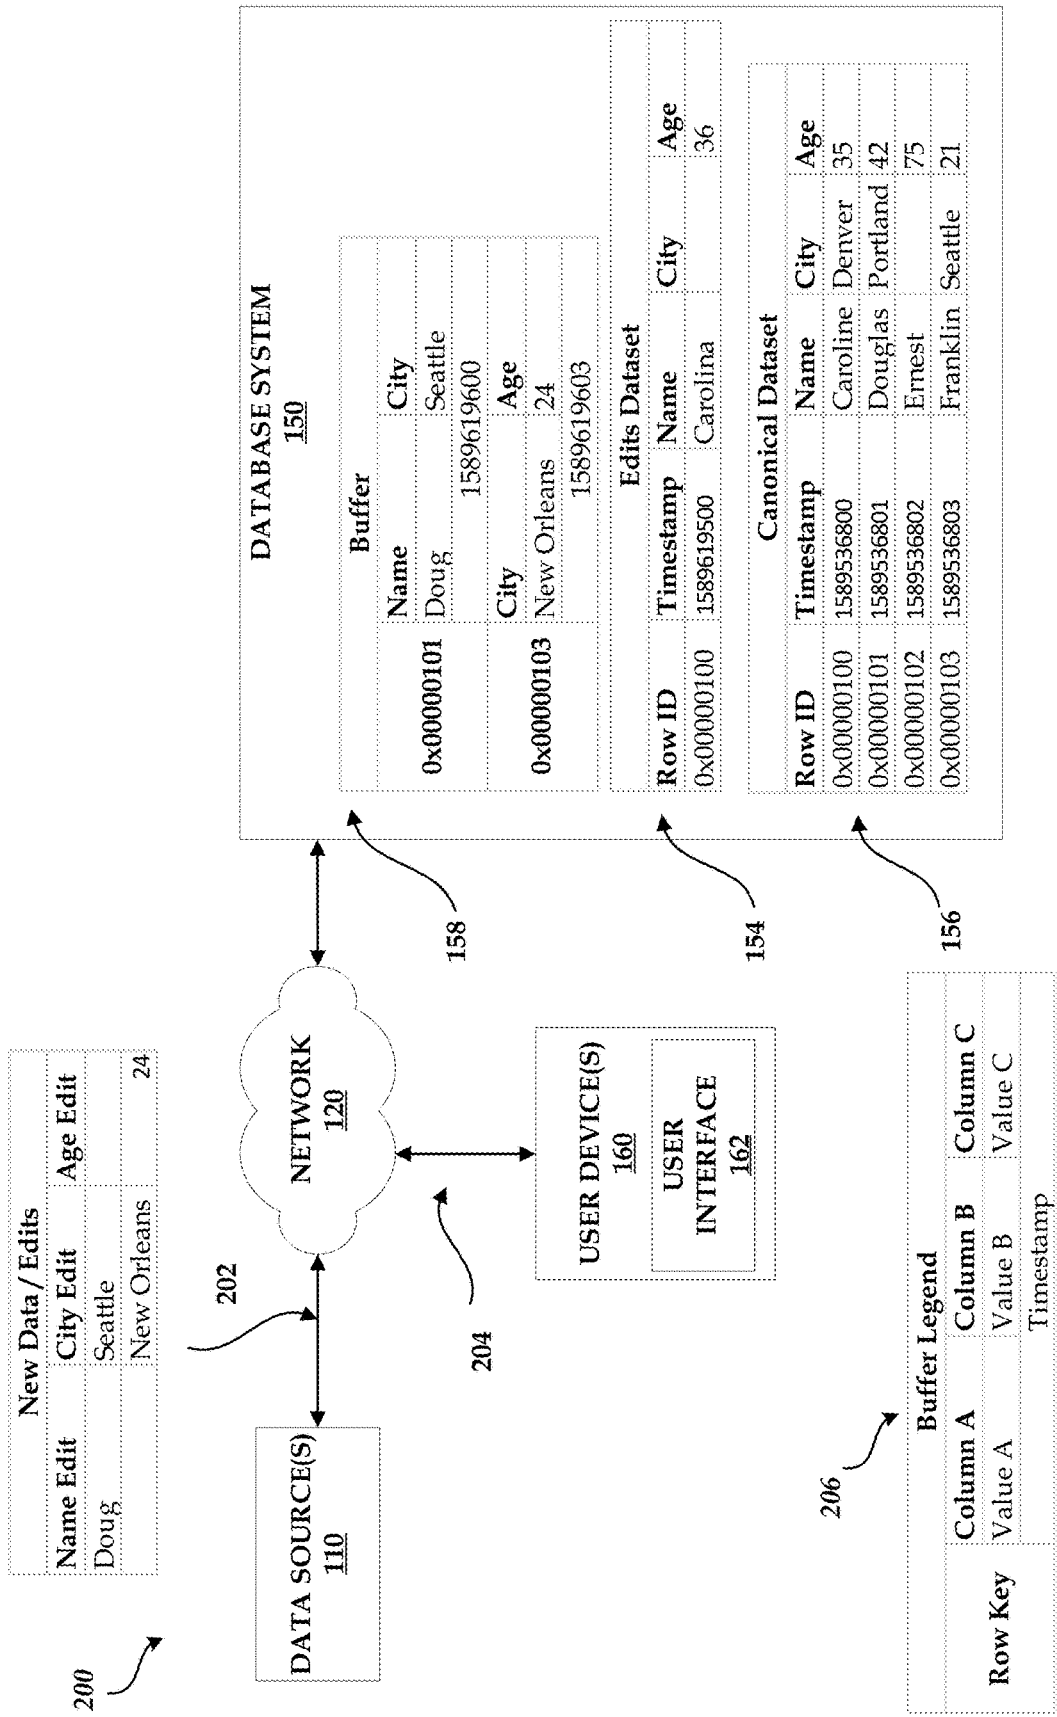 200
New Data / Edits
Name Edit City Edit Age Edit
Doug Seattle
New Orleans 24
202
DATA SOURCE(S)
110
NETWORK
120
204
USER DEVICE(S)
160
USER
INTERFACE
162
DATABASE SYSTEM
150
158
Buffer
0x00000101 Name City
Doug Seattle
1589619600
0x00000103 City Age
New Orleans 24
1589619603
154
Edits Dataset
Row ID Timestamp Name City Age
0x00000100 1589619500 Carolina 36
156
Canonical Dataset
Row ID Timestamp Name City Age
0x00000100 1589536800 Caroline Denver 35
0x00000101 1589536801 Douglas Portland 42
0x00000102 1589536802 Ernest 75
0x00000103 1589536803 Franklin Seattle 21
206
Buffer Legend
Row Key Column A Column B Column C
Value A Value B Value C
Timestamp